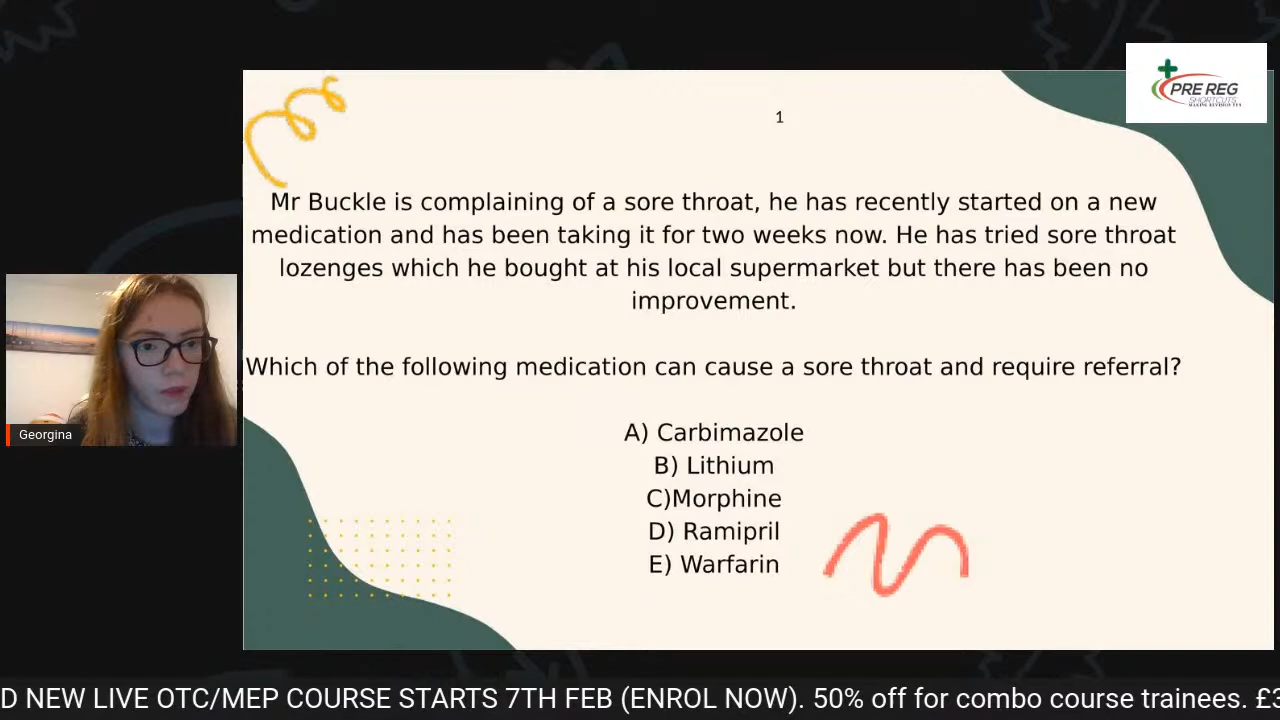 PRE REG
SHORTCUTS
1
Mr Buckle is complaining of a sore throat, he has recently started on a new
medication and has been taking it for two weeks now. He has tried sore throat
lozenges which he bought at his local supermarket but there has been no
improvement.
Which of the following medication can cause a sore throat and require referral?
A) Carbimazole
B) Lithium
C)Morphine
D) Ramipril
E) Warfarin
Georgina
D NEW LIVE OTC/MEP COURSE STARTS 7TH FEB (ENROL NOW). 50% off for combo course trainees. £3